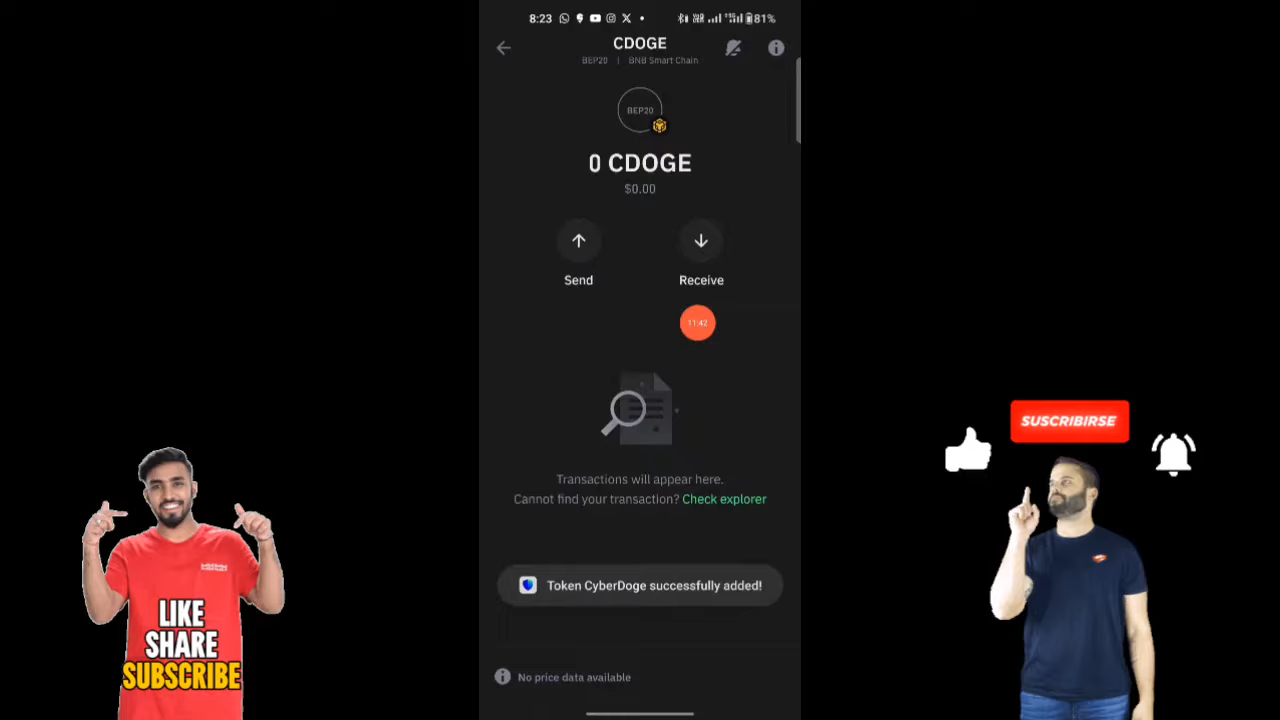 8:23
81%
CDOGE
BEP20 | BNB Smart Chain
BEP20
0 CDOGE
$0.00
Send
Receive
11:42
Transactions will appear here.
Cannot find your transaction? Check explorer
Token CyberDoge successfully added!
No price data available
LIKE
SHARE
SUBSCRIBE
SUSCRIBIRSE